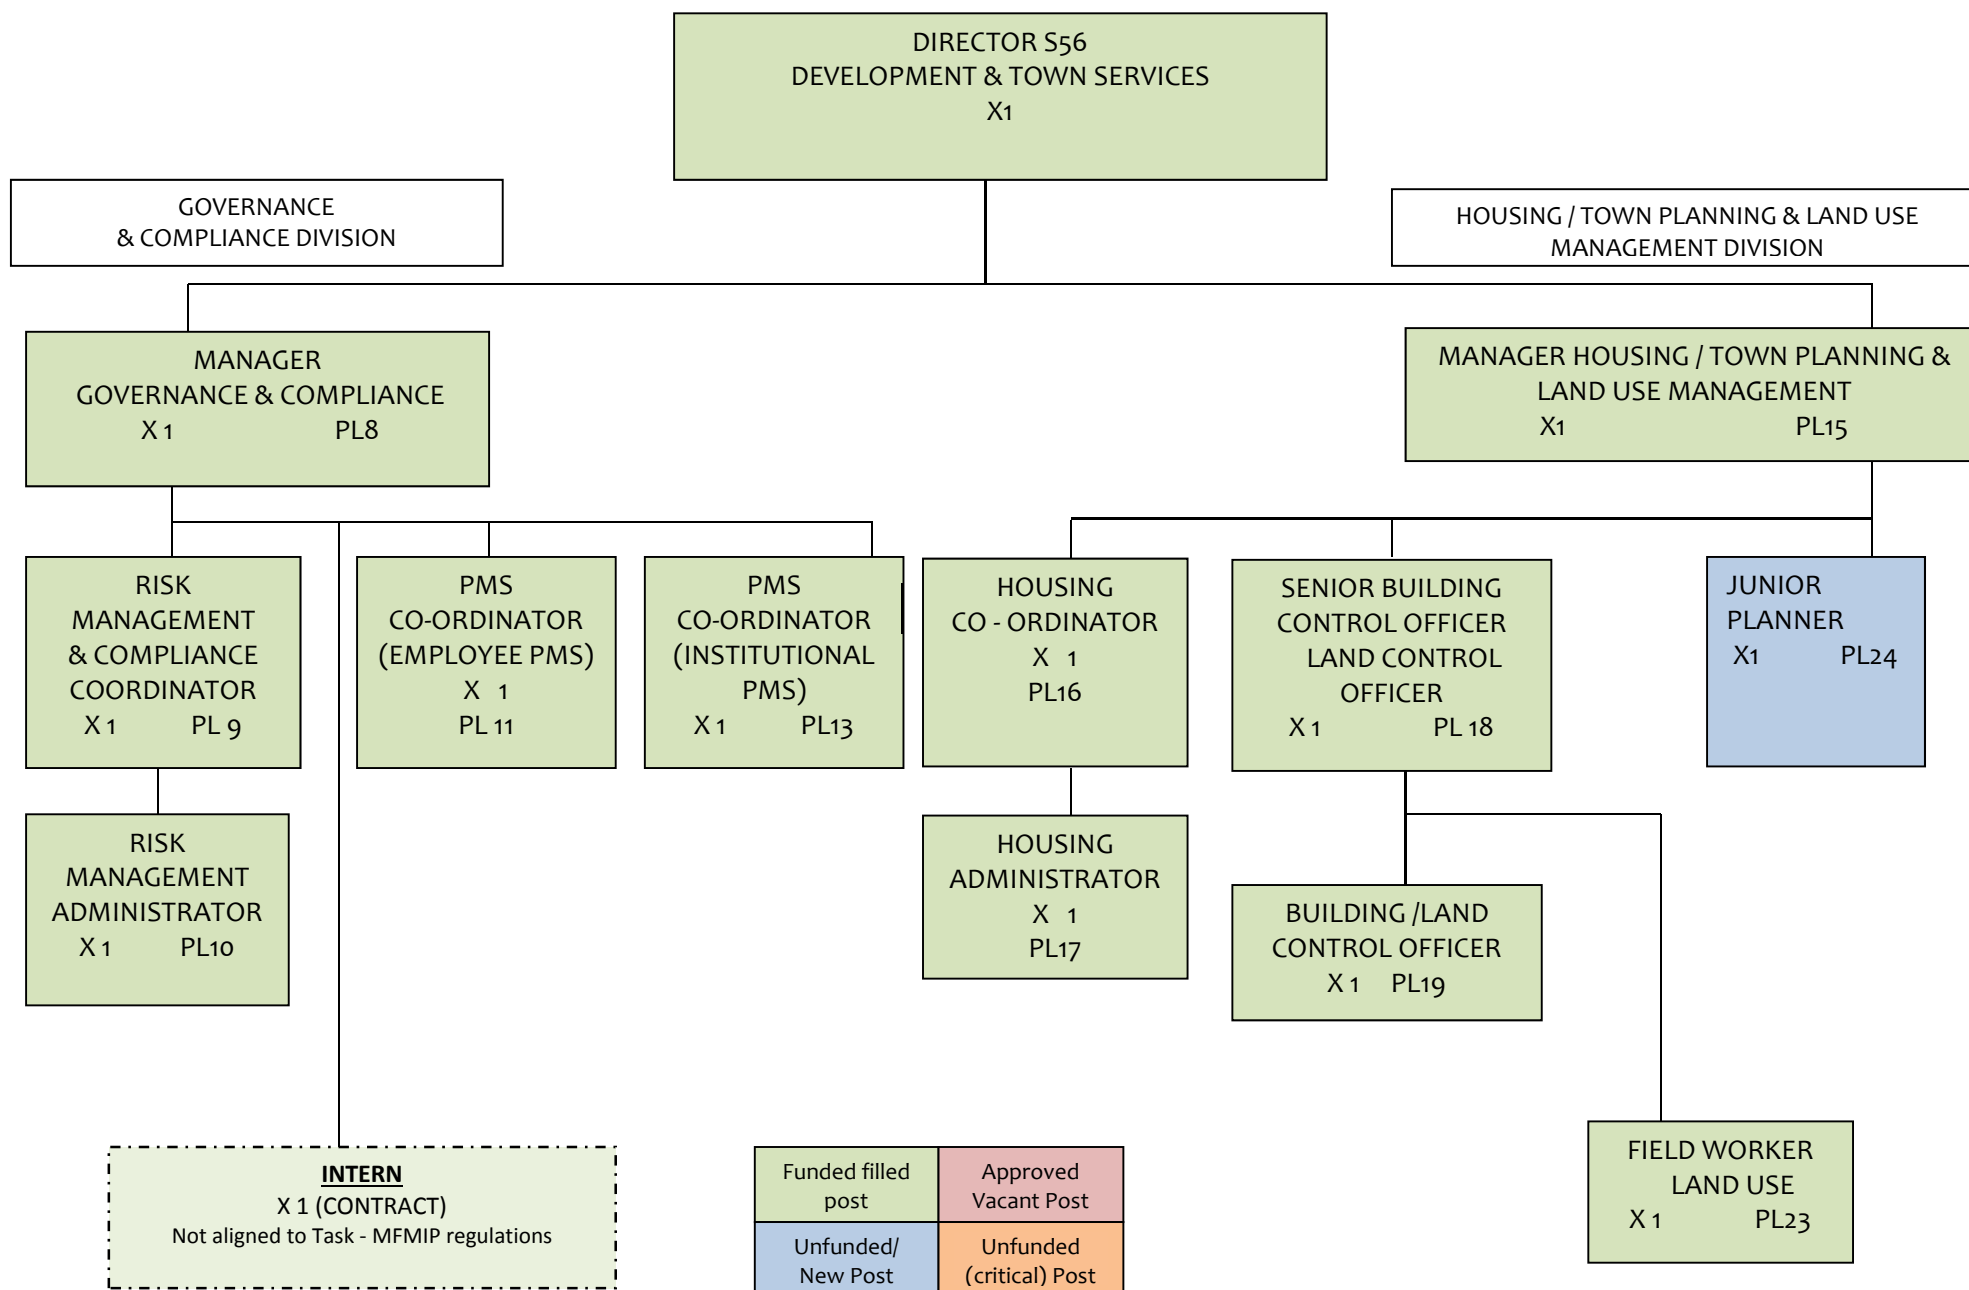 DIRECTOR S56
DEVELOPMENT & TOWN SERVICES
X1
GOVERNANCE
& COMPLIANCE DIVISION
HOUSING / TOWN PLANNING & LAND USE
MANAGEMENT DIVISION
MANAGER
GOVERNANCE & COMPLIANCE
X 1 PL8
MANAGER HOUSING / TOWN PLANNING &
LAND USE MANAGEMENT
X1 PL15
RISK
MANAGEMENT
& COMPLIANCE
COORDINATOR
X 1 PL 9
PMS
CO-ORDINATOR
(EMPLOYEE PMS)
X 1
PL 11
PMS
CO-ORDINATOR
(INSTITUTIONAL
PMS)
X 1 PL13
HOUSING
CO - ORDINATOR
X 1
PL16
SENIOR BUILDING
CONTROL OFFICER
LAND CONTROL
OFFICER
X 1 PL 18
JUNIOR
PLANNER
X1 PL24
RISK
MANAGEMENT
ADMINISTRATOR
X 1 PL10
HOUSING
ADMINISTRATOR
X 1
PL17
BUILDING /LAND
CONTROL OFFICER
X 1 PL19
FIELD WORKER
LAND USE
X 1 PL23
INTERN
X 1 (CONTRACT)
Not aligned to Task - MFMIP regulations
Funded filled
post
Approved
Vacant Post
Unfunded/
New Post
Unfunded
(critical) Post